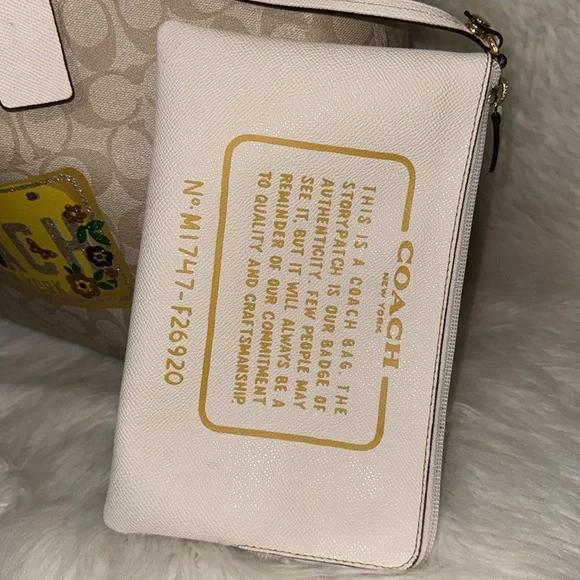 COACH
NEW YORK
THIS IS A COACH BAG. THE
STORYPATCH IS OUR BADGE OF
AUTHENTICITY. FEW PEOPLE MAY
SEE IT, BUT IT WILL ALWAYS BE A
REMINDER OF OUR COMMITMENT
TO QUALITY AND CRAFTSMANSHIP.
No. M1747-F26920